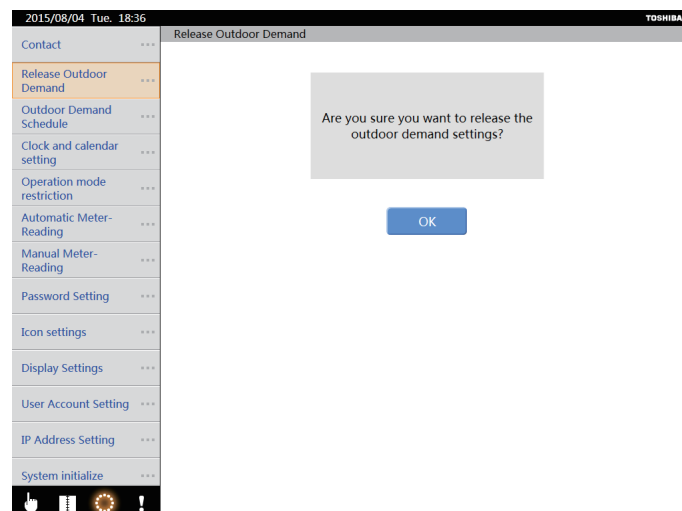 2015/08/04 Tue. 18:36
TOSHIBA
Release Outdoor Demand
Contact
Release Outdoor
Demand
Outdoor Demand
Schedule
Clock and calendar
setting
Operation mode
restriction
Automatic Meter-
Reading
Manual Meter-
Reading
Password Setting
Icon settings
Display Settings
User Account Setting
IP Address Setting
System initialize
Are you sure you want to release the
outdoor demand settings?
OK